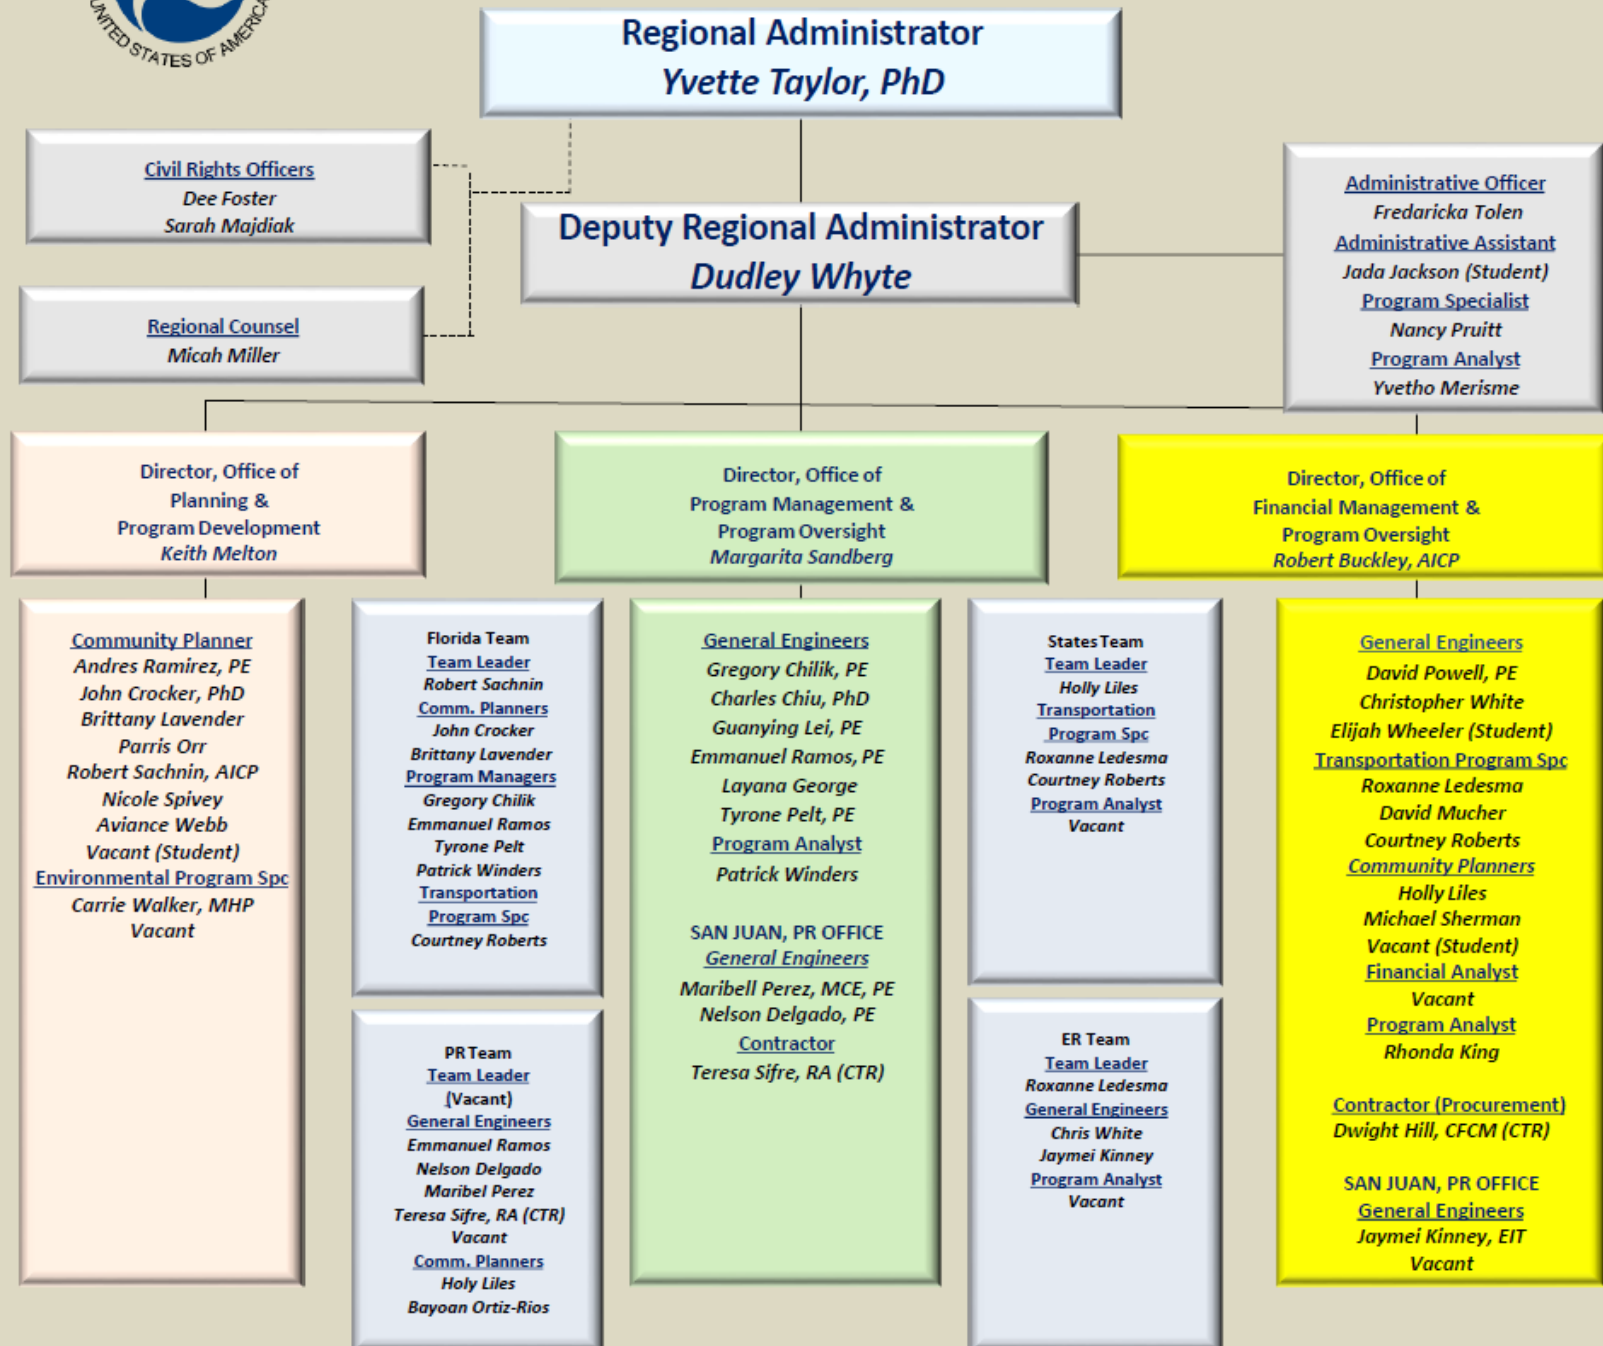 UNITED STATES OF AMERICA
Regional Administrator
Yvette Taylor, PhD
Civil Rights Officers
Dee Foster
Sarah Majdiak
Regional Counsel
Micah Miller
Deputy Regional Administrator
Dudley Whyte
Administrative Officer
Fredaricka Tolen
Administrative Assistant
Jada Jackson (Student)
Program Specialist
Nancy Pruitt
Program Analyst
Yvetho Merisme
Director, Office of
Planning &
Program Development
Keith Melton
Director, Office of
Program Management &
Program Oversight
Margarita Sandberg
Director, Office of
Financial Management &
Program Oversight
Robert Buckley, AICP
Community Planner
Andres Ramirez, PE
John Crocker, PhD
Brittany Lavender
Parris Orr
Robert Sachnin, AICP
Nicole Spivey
Aviance Webb
Vacant (Student)
Environmental Program Spc
Carrie Walker, MHP
Vacant
Florida Team
Team Leader
Robert Sachnin
Comm. Planners
John Crocker
Brittany Lavender
Program Managers
Gregory Chilik
Emmanuel Ramos
Tyrone Pelt
Patrick Winders
Transportation
Program Spc
Courtney Roberts
PR Team
Team Leader
(Vacant)
General Engineers
Emmanuel Ramos
Nelson Delgado
Maribel Perez
Teresa Sifre, RA (CTR)
Vacant
Comm. Planners
Holy Liles
Bayoan Ortiz-Rios
General Engineers
Gregory Chilik, PE
Charles Chiu, PhD
Guanying Lei, PE
Emmanuel Ramos, PE
Layana George
Tyrone Pelt, PE
Program Analyst
Patrick Winders
SAN JUAN, PR OFFICE
General Engineers
Maribell Perez, MCE, PE
Nelson Delgado, PE
Contractor
Teresa Sifre, RA (CTR)
States Team
Team Leader
Holly Liles
Transportation
Program Spc
Roxanne Ledesma
Courtney Roberts
Program Analyst
Vacant
ER Team
Team Leader
Roxanne Ledesma
General Engineers
Chris White
Jaymei Kinney
Program Analyst
Vacant
General Engineers
David Powell, PE
Christopher White
Elijah Wheeler (Student)
Transportation Program Spc
Roxanne Ledesma
David Mucher
Courtney Roberts
Community Planners
Holly Liles
Michael Sherman
Vacant (Student)
Financial Analyst
Vacant
Program Analyst
Rhonda King
Contractor (Procurement)
Dwight Hill, CFCM (CTR)
SAN JUAN, PR OFFICE
General Engineers
Jaymei Kinney, EIT
Vacant